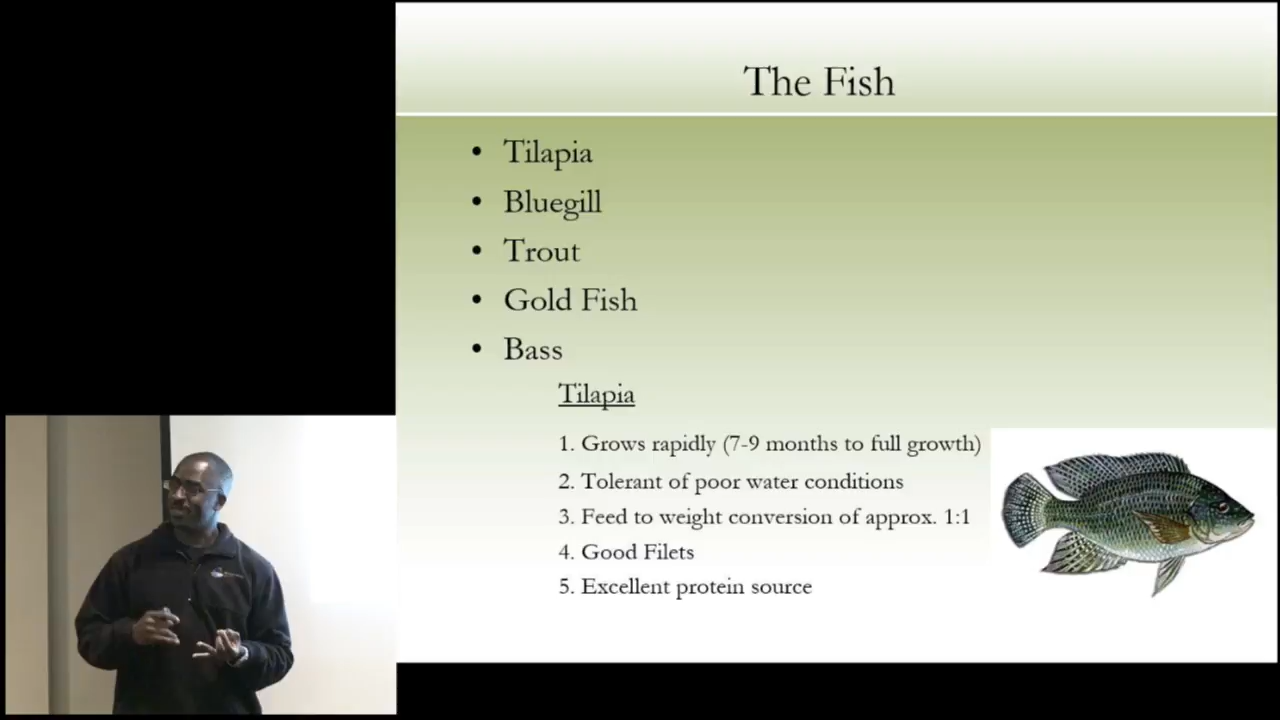 The Fish
• Tilapia
• Bluegill
• Trout
• Gold Fish
• Bass
Tilapia
1. Grows rapidly (7-9 months to full growth)
2. Tolerant of poor water conditions
3. Feed to weight conversion of approx. 1:1
4. Good Filets
5. Excellent protein source